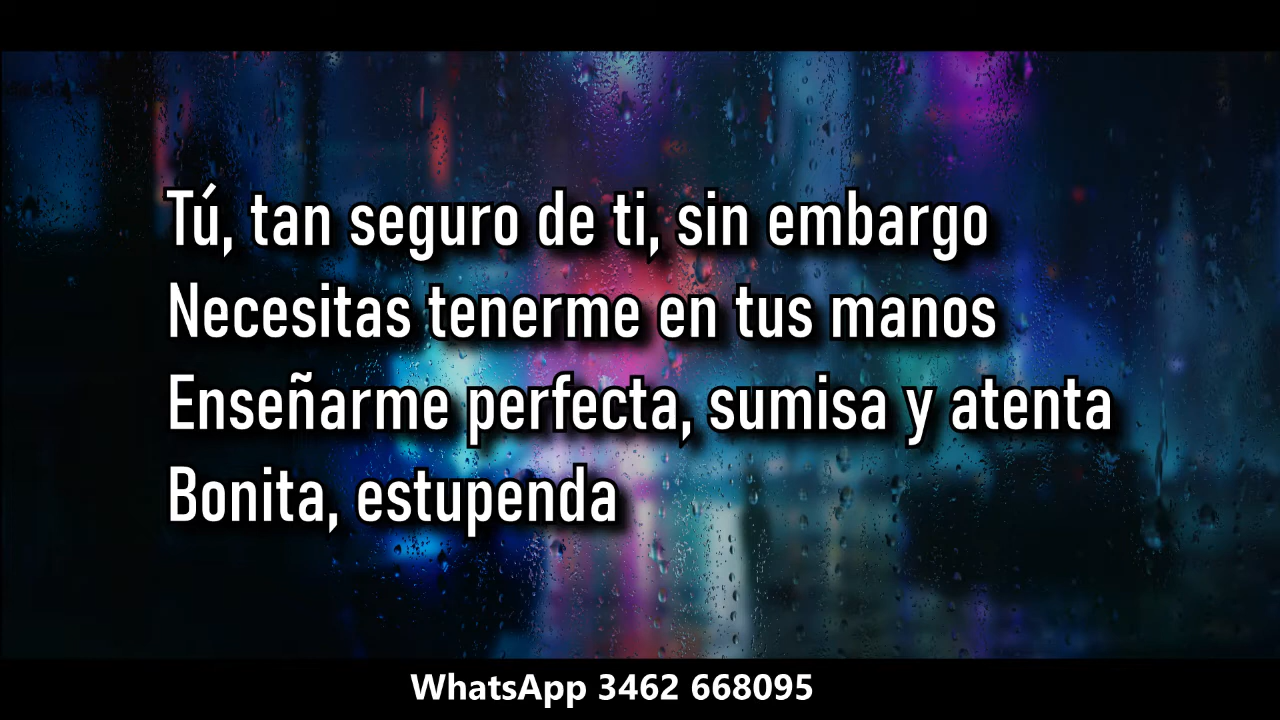 Tú, tan seguro de ti, sin embargo
Necesitas tenerme en tus manos
Enseñarme perfecta, sumisa y atenta
Bonita, estupenda
WhatsApp 3462 668095